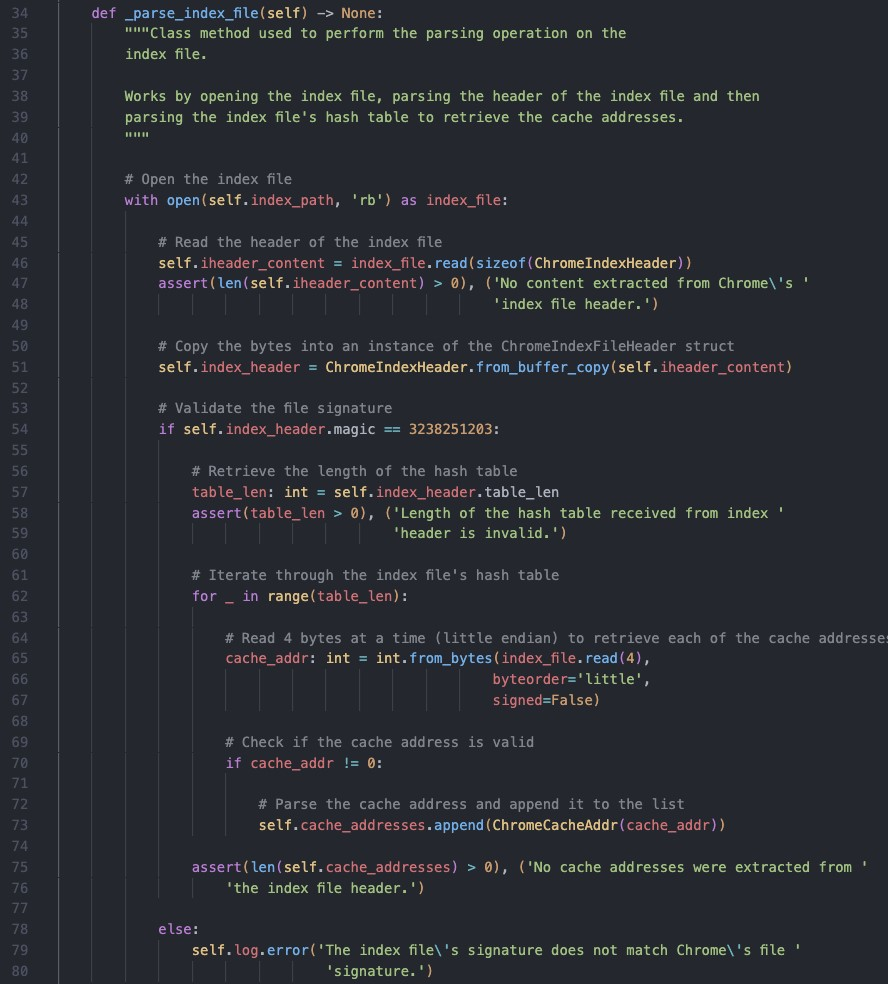 34 def _parse_index_file(self) -> None:
35 """Class method used to perform the parsing operation on the
36 index file.
37
38 Works by opening the index file, parsing the header of the index file and then
39 parsing the index file's hash table to retrieve the cache addresses.
40 """
41
42 # Open the index file
43 with open(self.index_path, 'rb') as index_file:
44
45 # Read the header of the index file
46 self.iheader_content = index_file.read(sizeof(ChromeIndexHeader))
47 assert(len(self.iheader_content) > 0), ('No content extracted from Chrome\'s '
48 'index file header.')
49
50 # Copy the bytes into an instance of the ChromeIndexFileHeader struct
51 self.index_header = ChromeIndexHeader.from_buffer_copy(self.iheader_content)
52
53 # Validate the file signature
54 if self.index_header.magic == 3238251203:
55
56 # Retrieve the length of the hash table
57 table_len: int = self.index_header.table_len
58 assert(table_len > 0), ('Length of the hash table received from index '
59 'header is invalid.')
60
61 # Iterate through the index file's hash table
62 for _ in range(table_len):
63
64 # Read 4 bytes at a time (little endian) to retrieve each of the cache addresses
65 cache_addr: int = int.from_bytes(index_file.read(4),
66 byteorder='little',
67 signed=False)
68
69 # Check if the cache address is valid
70 if cache_addr != 0:
71
72 # Parse the cache address and append it to the list
73 self.cache_addresses.append(ChromeCacheAddr(cache_addr))
74
75 assert(len(self.cache_addresses) > 0), ('No cache addresses were extracted from '
76 'the index file header.')
77
78 else:
79 self.log.error('The index file\'s signature does not match Chrome\'s file '
80 'signature.')